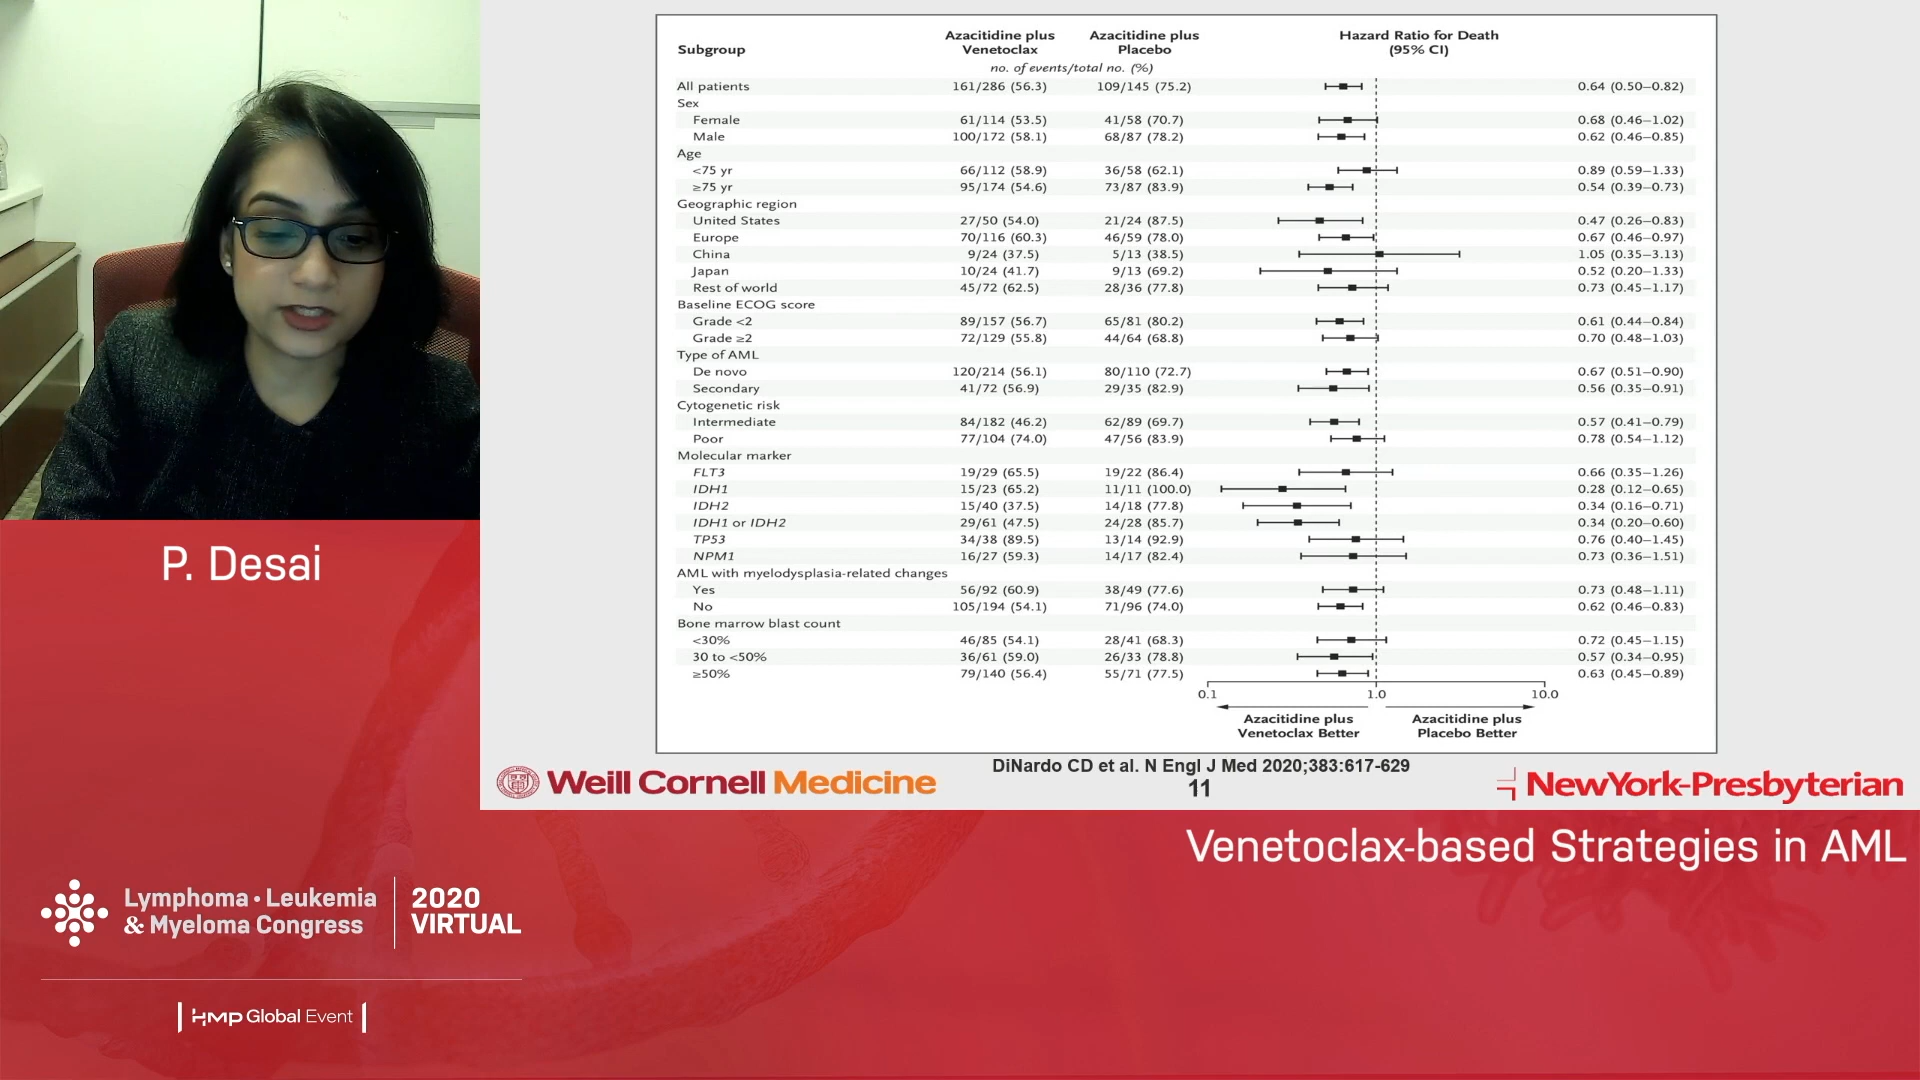 Subgroup
Azacitidine plus Venetoclax
Azacitidine plus Placebo
Hazard Ratio for Death (95% CI)
no. of events/total no. (%)
All patients 161/286 (56.3) 109/145 (75.2) 0.64 (0.50–0.82)
Sex
Female 61/114 (53.5) 41/58 (70.7) 0.68 (0.46–1.02)
Male 100/172 (58.1) 68/87 (78.2) 0.62 (0.46–0.85)
Age
<75 yr 66/112 (58.9) 36/58 (62.1) 0.89 (0.59–1.33)
≥75 yr 95/174 (54.6) 73/87 (83.9) 0.54 (0.39–0.73)
Geographic region
United States 27/50 (54.0) 21/24 (87.5) 0.47 (0.26–0.83)
Europe 70/116 (60.3) 46/59 (78.0) 0.67 (0.46–0.97)
China 9/24 (37.5) 5/13 (38.5) 1.05 (0.35–3.13)
Japan 10/24 (41.7) 9/13 (69.2) 0.52 (0.20–1.33)
Rest of world 45/72 (62.5) 28/36 (77.8) 0.73 (0.45–1.17)
Baseline ECOG score
Grade <2 89/157 (56.7) 65/81 (80.2) 0.61 (0.44–0.84)
Grade ≥2 72/129 (55.8) 44/64 (68.8) 0.70 (0.48–1.03)
Type of AML
De novo 120/214 (56.1) 80/110 (72.7) 0.67 (0.51–0.90)
Secondary 41/72 (56.9) 29/35 (82.9) 0.56 (0.35–0.91)
Cytogenetic risk
Intermediate 84/182 (46.2) 62/89 (69.7) 0.57 (0.41–0.79)
Poor 77/104 (74.0) 47/56 (83.9) 0.78 (0.54–1.12)
Molecular marker
FLT3 19/29 (65.5) 19/22 (86.4) 0.66 (0.35–1.26)
IDH1 15/23 (65.2) 11/11 (100.0) 0.28 (0.12–0.65)
IDH2 15/40 (37.5) 14/18 (77.8) 0.34 (0.16–0.71)
IDH1 or IDH2 29/61 (47.5) 24/28 (85.7) 0.34 (0.20–0.60)
TP53 34/38 (89.5) 13/14 (92.9) 0.76 (0.40–1.45)
NPM1 16/27 (59.3) 14/17 (82.4) 0.73 (0.36–1.51)
AML with myelodysplasia-related changes
Yes 56/92 (60.9) 38/49 (77.6) 0.73 (0.48–1.11)
No 105/194 (54.1) 71/96 (74.0) 0.62 (0.46–0.83)
Bone marrow blast count
<30% 46/85 (54.1) 28/41 (68.3) 0.72 (0.45–1.15)
30 to <50% 36/61 (59.0) 26/33 (78.8) 0.57 (0.34–0.95)
≥50% 79/140 (56.4) 55/71 (77.5) 0.63 (0.45–0.89)
0.1 1.0 10.0
Azacitidine plus Venetoclax Better
Azacitidine plus Placebo Better
DiNardo CD et al. N Engl J Med 2020;383:617-629
11
Weill Cornell Medicine
NewYork-Presbyterian
P. Desai
Venetoclax-based Strategies in AML
Lymphoma • Leukemia
& Myeloma Congress
2020
VIRTUAL
HMP Global Event